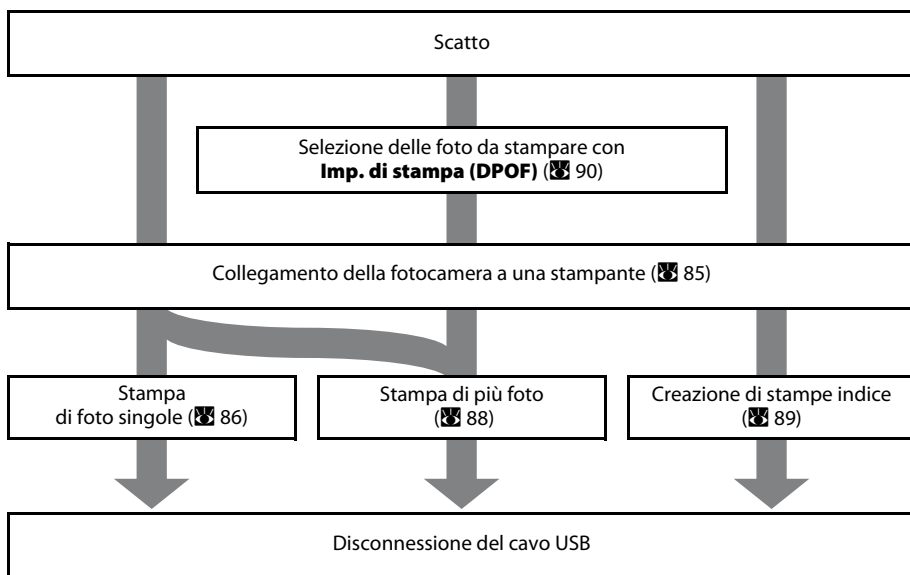 Scatto
Selezione delle foto da stampare con
Imp. di stampa (DPOF) (90)
Collegamento della fotocamera a una stampante (85)
Stampa
di foto singole (86)
Stampa di più foto
(88)
Creazione di stampe indice
(89)
Disconnessione del cavo USB